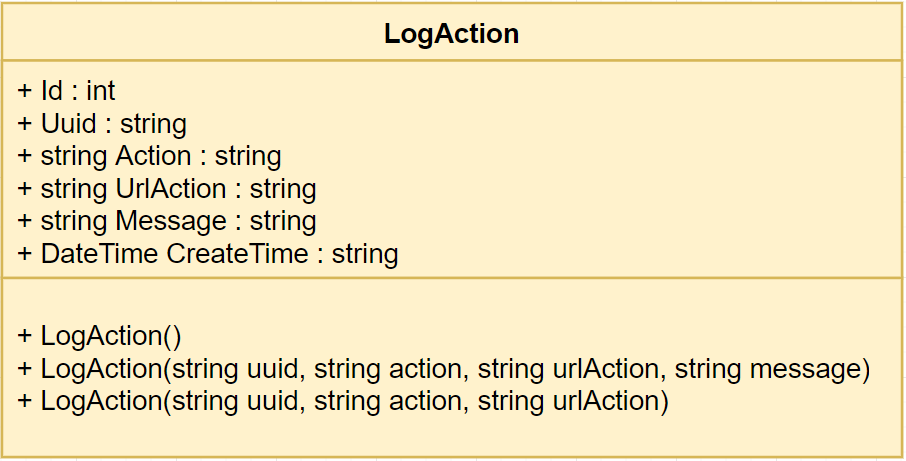 LogAction
+ Id : int
+ Uuid : string
+ string Action : string
+ string UrlAction : string
+ string Message : string
+ DateTime CreateTime : string
+ LogAction()
+ LogAction(string uuid, string action, string urlAction, string message)
+ LogAction(string uuid, string action, string urlAction)